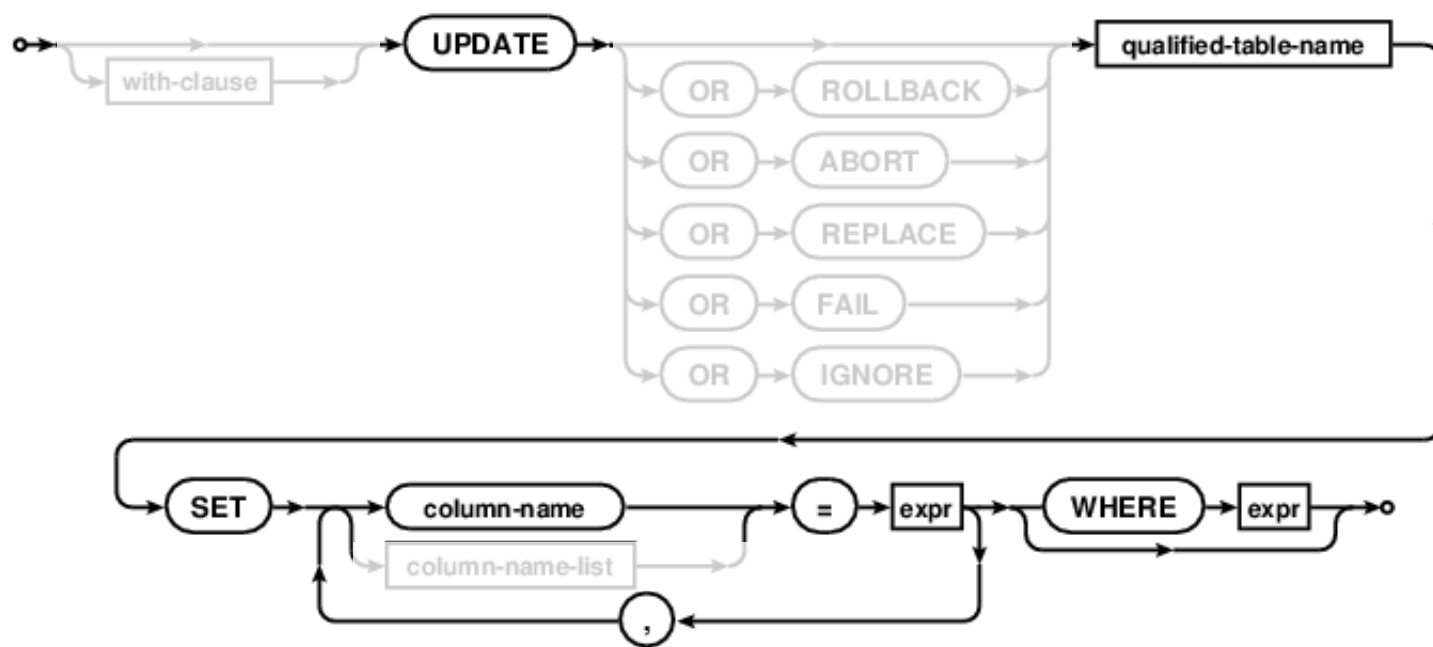 UPDATE qualified-table-name
with-clause
OR ROLLBACK
OR ABORT
OR REPLACE
OR FAIL
OR IGNORE
SET column-name = expr WHERE expr
column-name-list
,